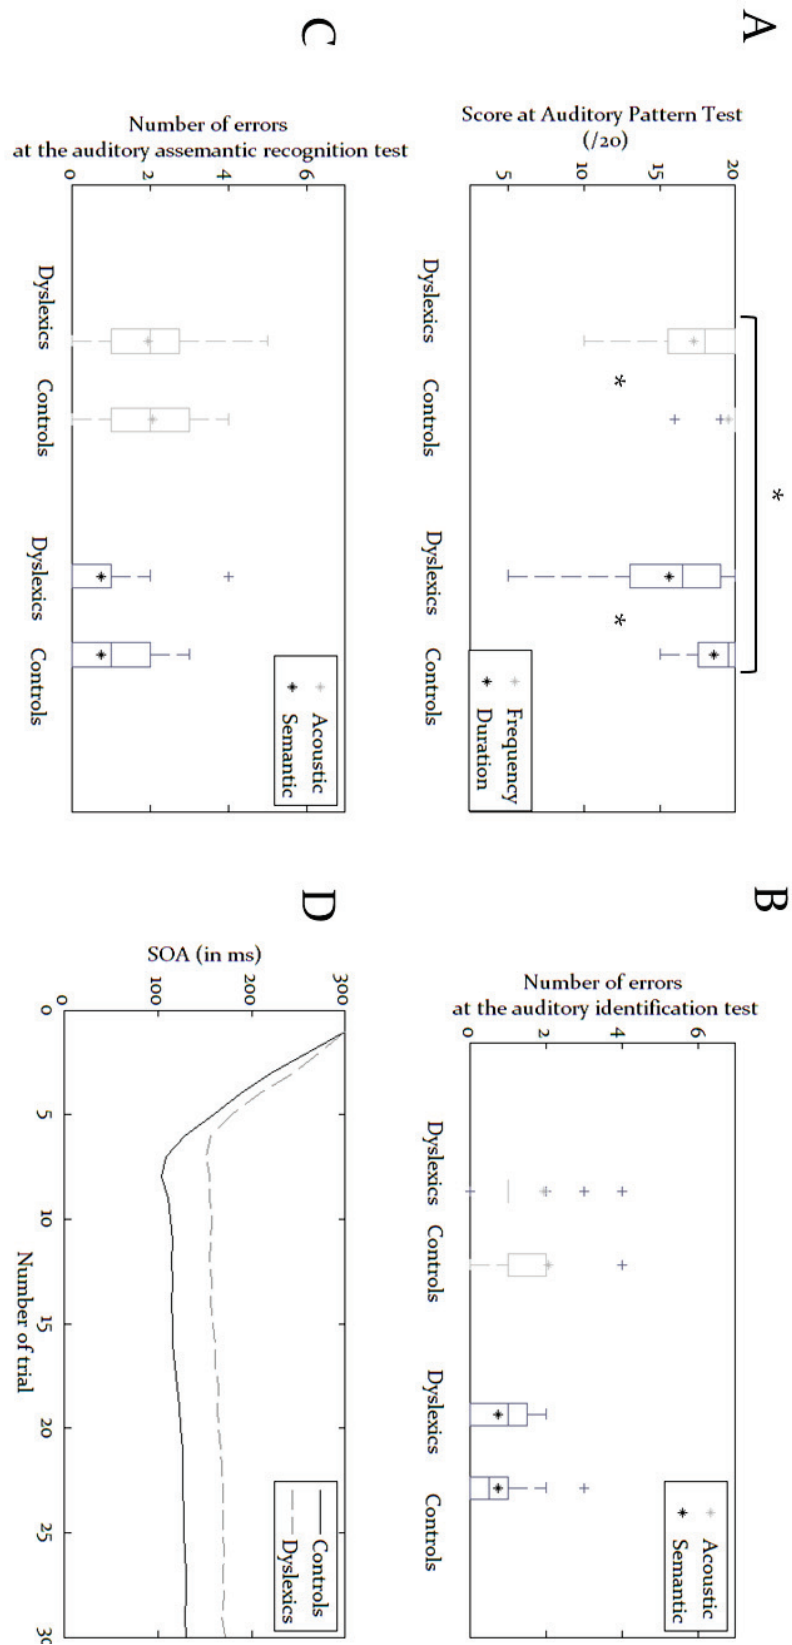 A
Score at Auditory Pattern Test
(/20)
20
15
10
5
*
*
*
Dyslexics
Controls
Dyslexics
Controls
Frequency
Duration
B
Number of errors
at the auditory identification test
6
4
2
0
Dyslexics
Controls
Dyslexics
Controls
Acoustic
Semantic
C
Number of errors
at the auditory assemantic recognition test
6
4
2
0
Dyslexics
Controls
Dyslexics
Controls
Acoustic
Semantic
D
SOA (in ms)
300
200
100
0
0 5 10 15 20 25 30
Number of trial
Controls
Dyslexics